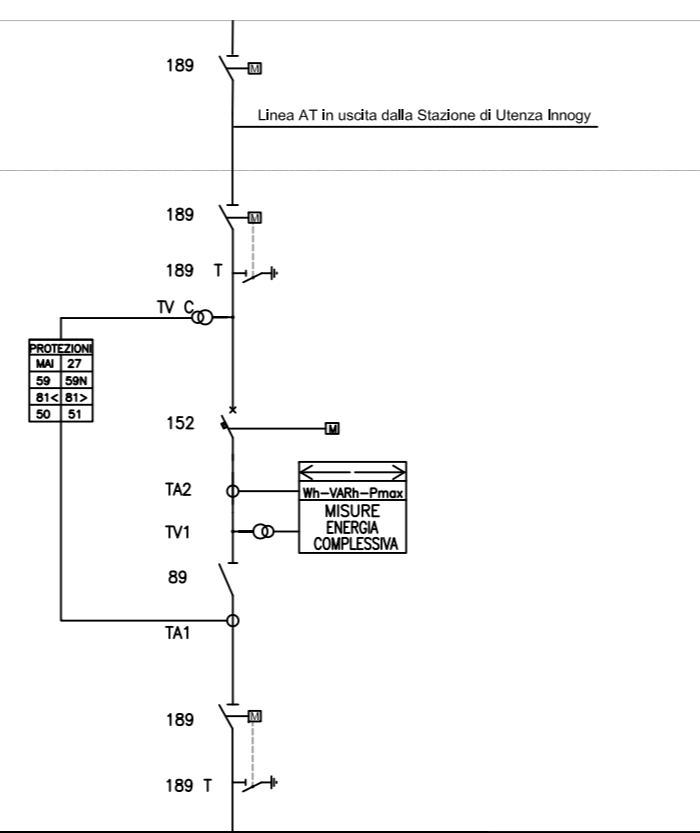 189 M
Linea AT in uscita dalla Stazione di Utenza Innogy
189 M
189 T
TV C
PROTEZIONI
MAI 27
59 59N
81< 81>
50 51
152 M
TA2
Wh-VARh-Pmax
MISURE
ENERGIA
COMPLESSIVA
TV1
89
TA1
189 M
189 T